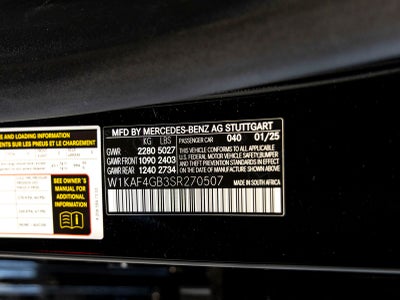 MFD BY MERCEDES-BENZ AG STUTTGART
KG LBS PASSENGER CAR 040 01/25
GVWR 2280 5027 THIS VEHICLE CONFORMS TO ALL APPLICABLE
GAWR FRONT 1090 2403 U.S. FEDERAL MOTOR VEHICLE SAFETY, BUMPER
AND THEFT PREVENTION STANDARDS IN EFFECT
GAWR REAR 1240 2734 ON THE DATE OF MANUFACTURE SHOWN ABOVE
W1KAF4GB3SR270507 MADE IN SOUTH AFRICA
E AND LOADING INFORMATION
SUR LES PNEUS ET LE CHARGEMENT
SEE OWNER'S
MANUAL FOR
ADDITIONAL
INFORMATION